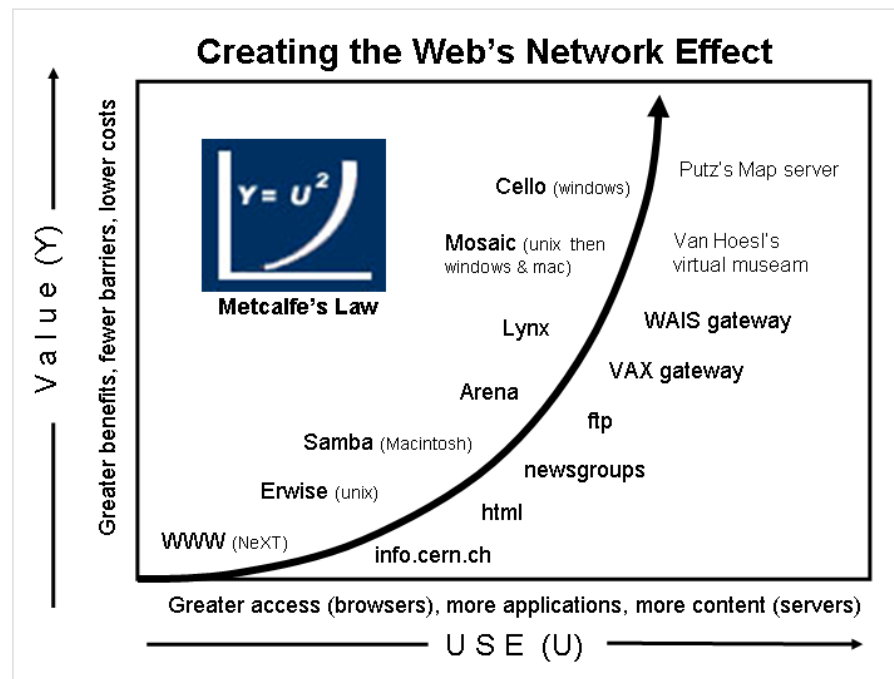 Creating the Web's Network Effect
Value (Y)
Greater benefits, fewer barriers, lower costs
Y = U²
Metcalfe's Law
Cello (windows)
Mosaic (unix then
windows & mac)
Lynx
Arena
Samba (Macintosh)
Erwise (unix)
WWW (NeXT)
Putz's Map server
Van Hoesl's
virtual museam
WAIS gateway
VAX gateway
ftp
newsgroups
html
info.cern.ch
Greater access (browsers), more applications, more content (servers)
USE (U)